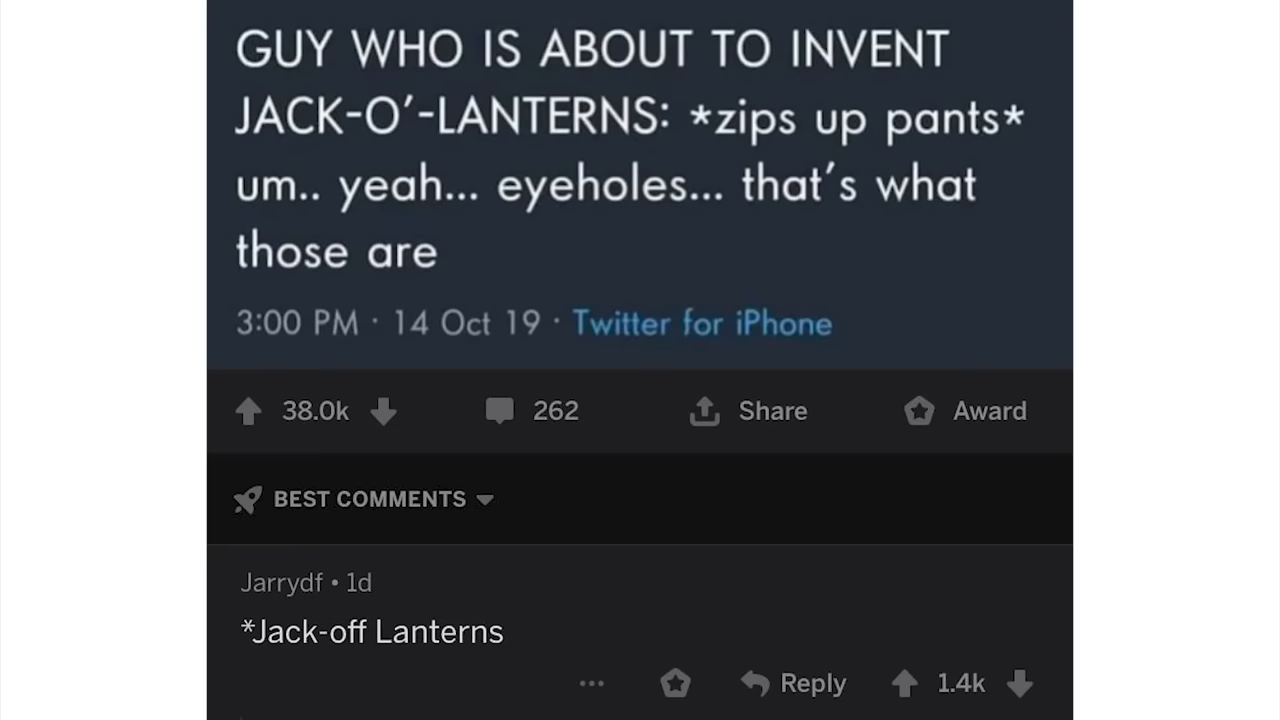 GUY WHO IS ABOUT TO INVENT
JACK-O’-LANTERNS: *zips up pants*
um.. yeah... eyeholes... that’s what
those are
3:00 PM · 14 Oct 19 · Twitter for iPhone
38.0k 262 Share Award
BEST COMMENTS
Jarrydf • 1d
*Jack-off Lanterns
... Reply 1.4k